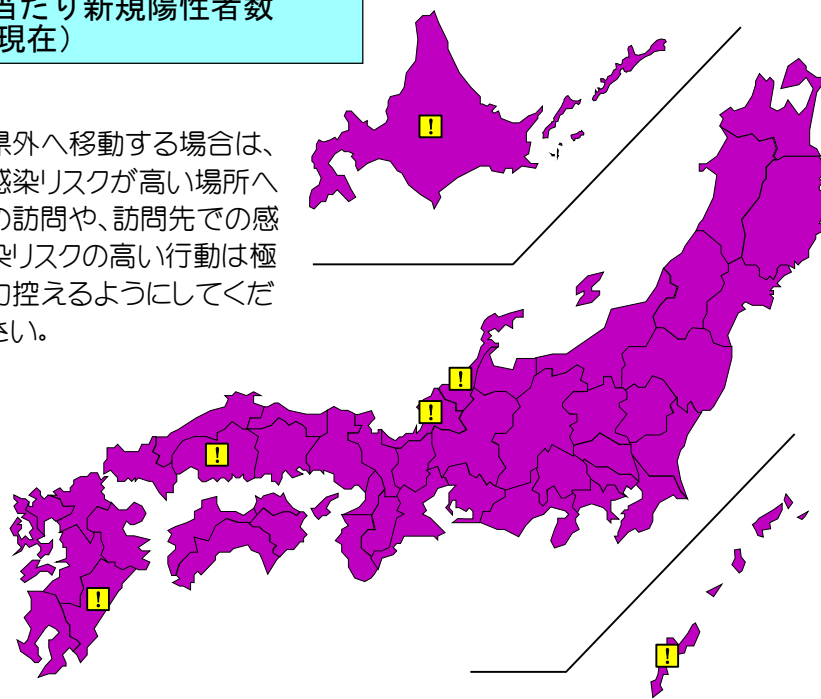 当たり新規陽性者数
現在）
県外へ移動する場合は、
感染リスクが高い場所へ
の訪問や、訪問先での感
染リスクの高い行動は極
力控えるようにしてくだ
さい。
!
!
!
!
!
!